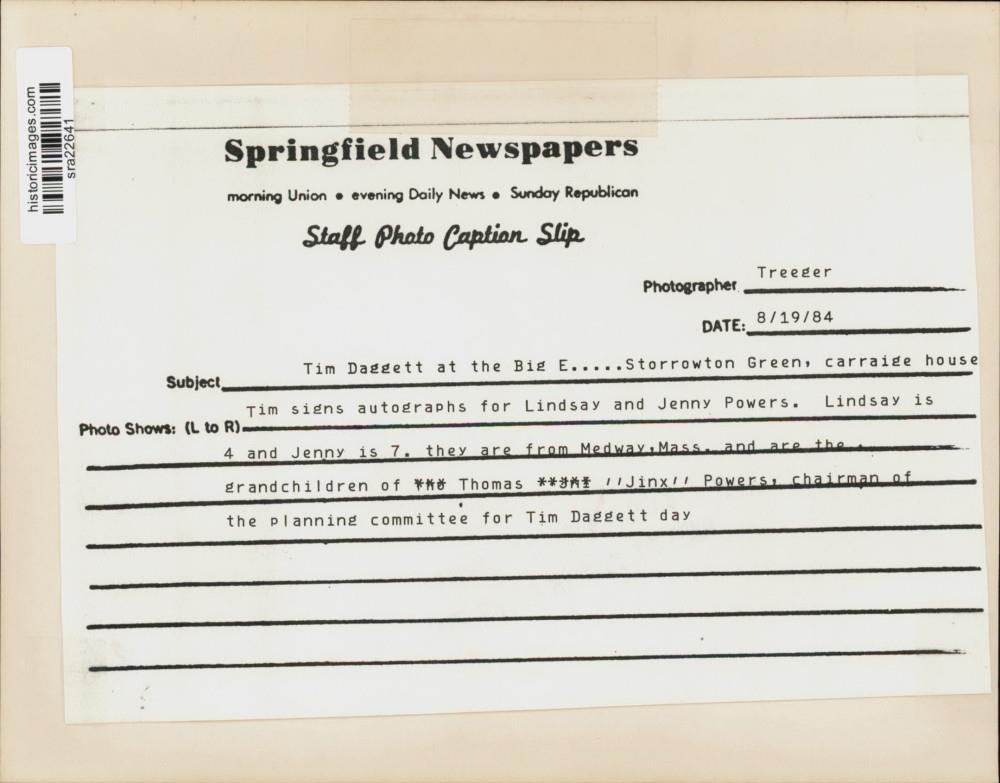 historicimages.com
sra22641
Springfield Newspapers
morning Union • evening Daily News • Sunday Republican
Staff Photo Caption Slip
Photographer Treeger
DATE: 8/19/84
Subject Tim Daggett at the Big E.....Storrowton Green, carraige house
Photo Shows: (L to R) Tim signs autographs for Lindsay and Jenny Powers. Lindsay is
4 and Jenny is 7. they are from Medway,Mass. and are the
grandchildren of Thomas ''Jinx'' Powers, chairman of
the planning committee for Tim Daggett day